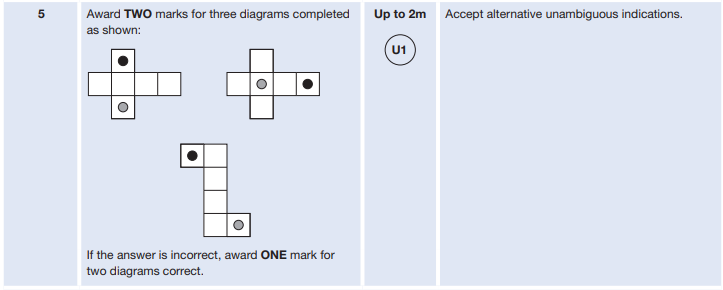 5
Award TWO marks for three diagrams completed
as shown:
If the answer is incorrect, award ONE mark for
two diagrams correct.
Up to 2m
U1
Accept alternative unambiguous indications.